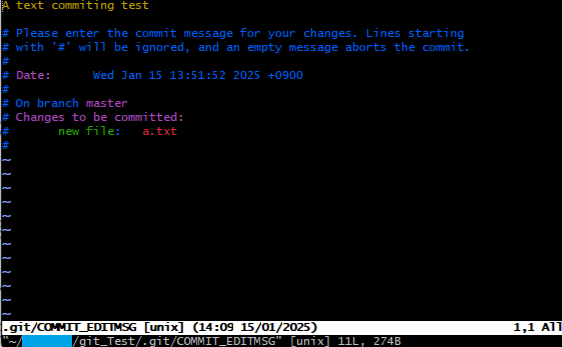 A text commiting test
# Please enter the commit message for your changes. Lines starting
# with '#' will be ignored, and an empty message aborts the commit.
#
# Date:      Wed Jan 15 13:51:52 2025 +0900
#
# On branch master
# Changes to be committed:
#       new file:   a.txt
#
~
~
~
~
~
~
~
~
~
~
~
~
.git/COMMIT_EDITMSG [unix] (14:09 15/01/2025) 1,1 All
"~/ /git_Test/.git/COMMIT_EDITMSG" [unix] 11L, 274B